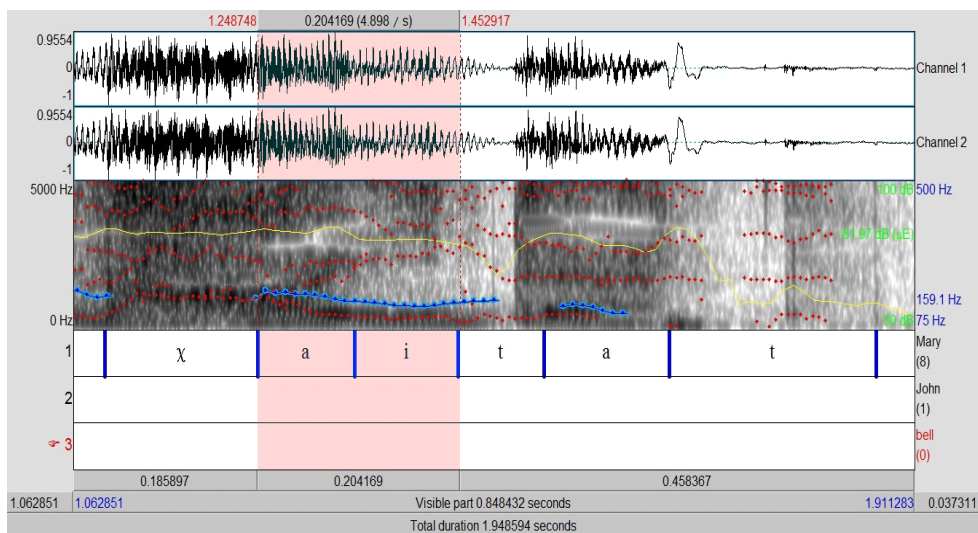 1.248748 0.204169 (4.898 / s) 1.452917
0.9554
0
-1
Channel 1
0.9554
0
-1
Channel 2
5000 Hz 100 dB 500 Hz
81.97 dB (µE)
159.1 Hz
0 Hz 50 dB 75 Hz
1 χ a i t a t Mary
(8)
2 John
(1)
3 bell
(0)
0.185897 0.204169 0.458367
1.062851 1.062851 Visible part 0.848432 seconds 1.911283 0.037311
Total duration 1.948594 seconds